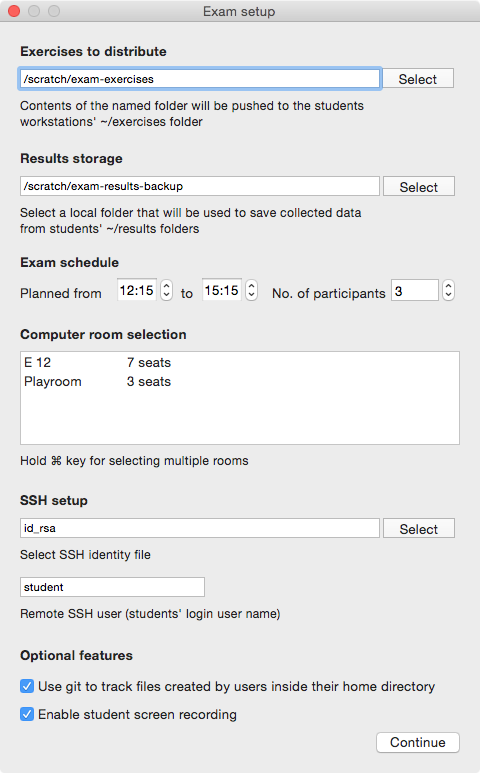 Exam setup
Exercises to distribute
/scratch/exam-exercises Select
Contents of the named folder will be pushed to the students
workstations' ~/exercises folder
Results storage
/scratch/exam-results-backup Select
Select a local folder that will be used to save collected data
from students' ~/results folders
Exam schedule
Planned from 12:15 to 15:15 No. of participants 3
Computer room selection
E 12 7 seats
Playroom 3 seats
Hold ⌘ key for selecting multiple rooms
SSH setup
id_rsa Select
Select SSH identity file
student
Remote SSH user (students' login user name)
Optional features
Use git to track files created by users inside their home directory
Enable student screen recording
Continue